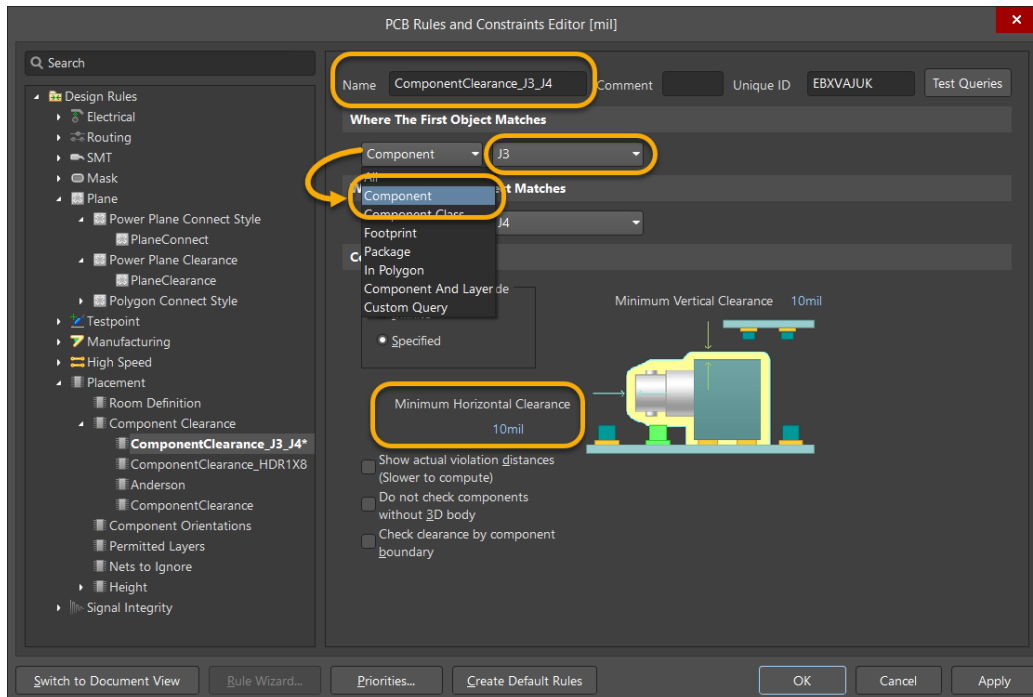 PCB Rules and Constraints Editor [mil]
Search
Design Rules
Electrical
Routing
SMT
Mask
Plane
Power Plane Connect Style
PlaneConnect
Power Plane Clearance
PlaneClearance
Polygon Connect Style
Testpoint
Manufacturing
High Speed
Placement
Room Definition
Component Clearance
ComponentClearance_J3_J4*
ComponentClearance_HDR1X8
Anderson
ComponentClearance
Component Orientations
Permitted Layers
Nets to Ignore
Height
Signal Integrity
Name ComponentClearance_J3_J4 Comment Unique ID EBXVAJUK Test Queries
Where The First Object Matches
Component J3
All
Component
ct Matches
Component Class
J4
Footprint
Package
In Polygon
Component And Layer
de
Custom Query
Specified
Minimum Vertical Clearance 10mil
Minimum Horizontal Clearance
10mil
Show actual violation distances
(Slower to compute)
Do not check components
without 3D body
Check clearance by component
boundary
Switch to Document View Rule Wizard... Priorities... Create Default Rules OK Cancel Apply